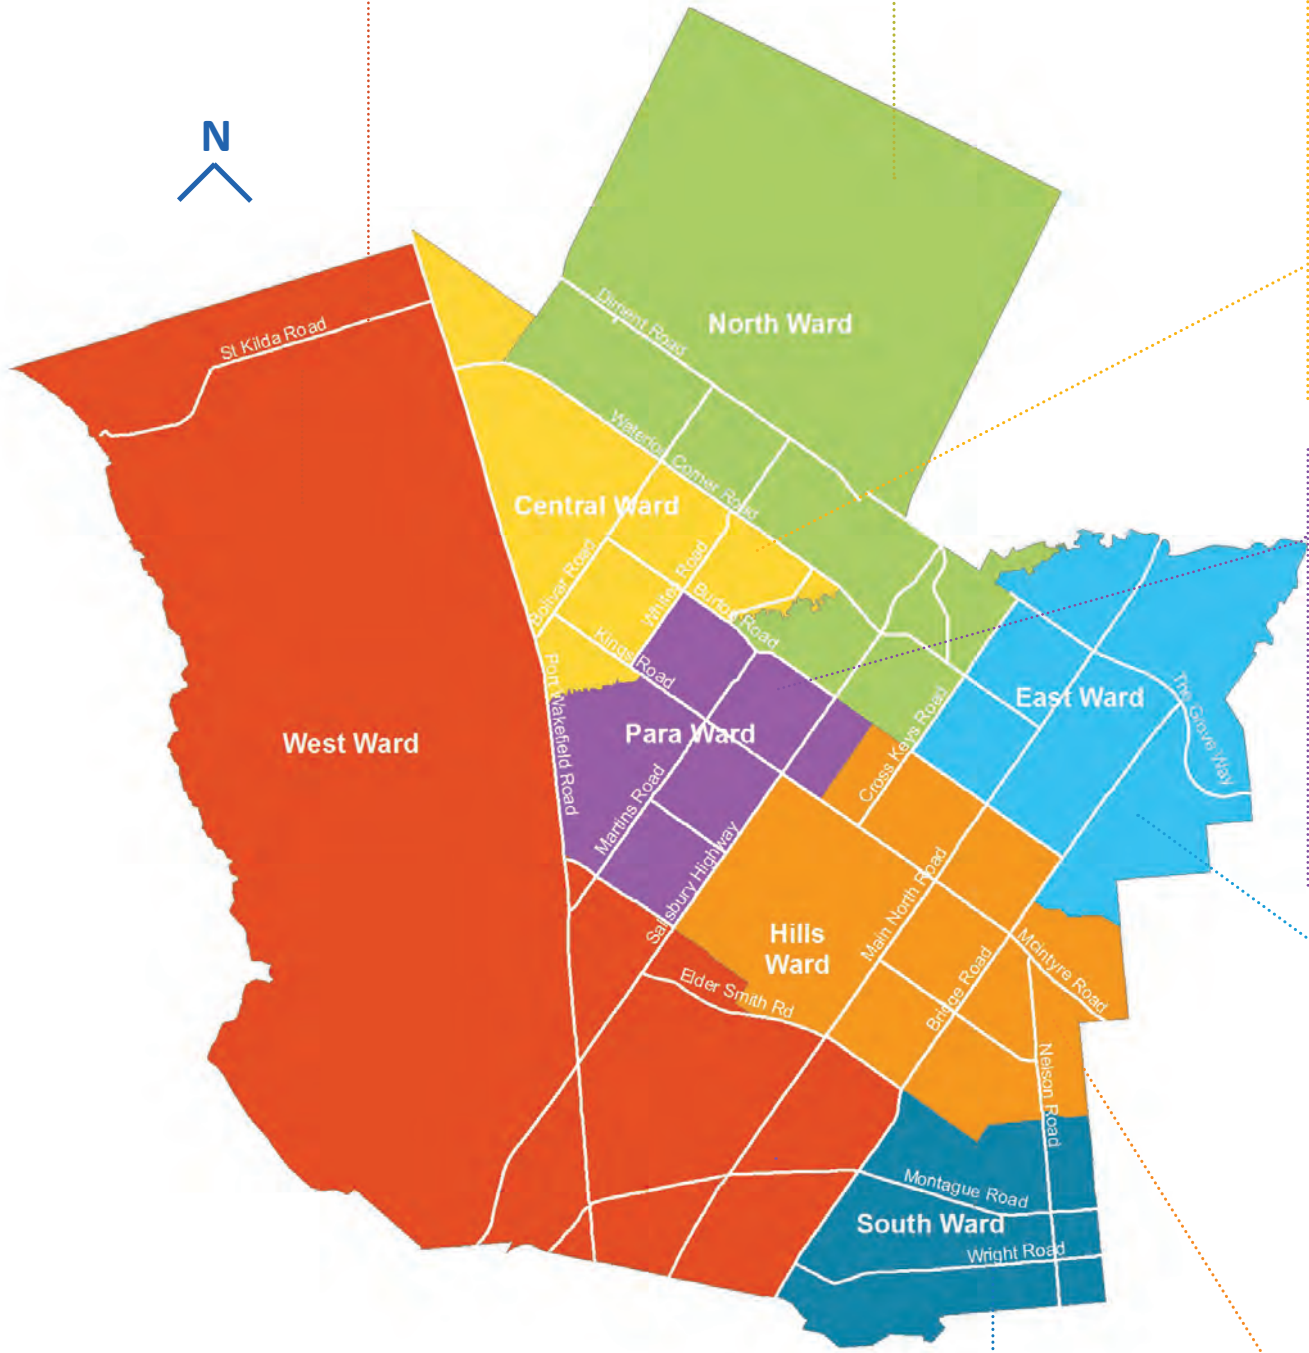 N
St Kilda Road
Diment Road
North Ward
Waterloo Corner Road
Central Ward
Bolivar Road
White Road
Burton Road
Kings Road
Port Wakefield Road
West Ward
Para Ward
East Ward
The Grove Way
Cross Keys Road
Martins Road
Salisbury Highway
Main North Road
Hills
Ward
McIntyre Road
Bridge Road
Elder Smith Rd
Nelson Road
Montague Road
South Ward
Wright Road